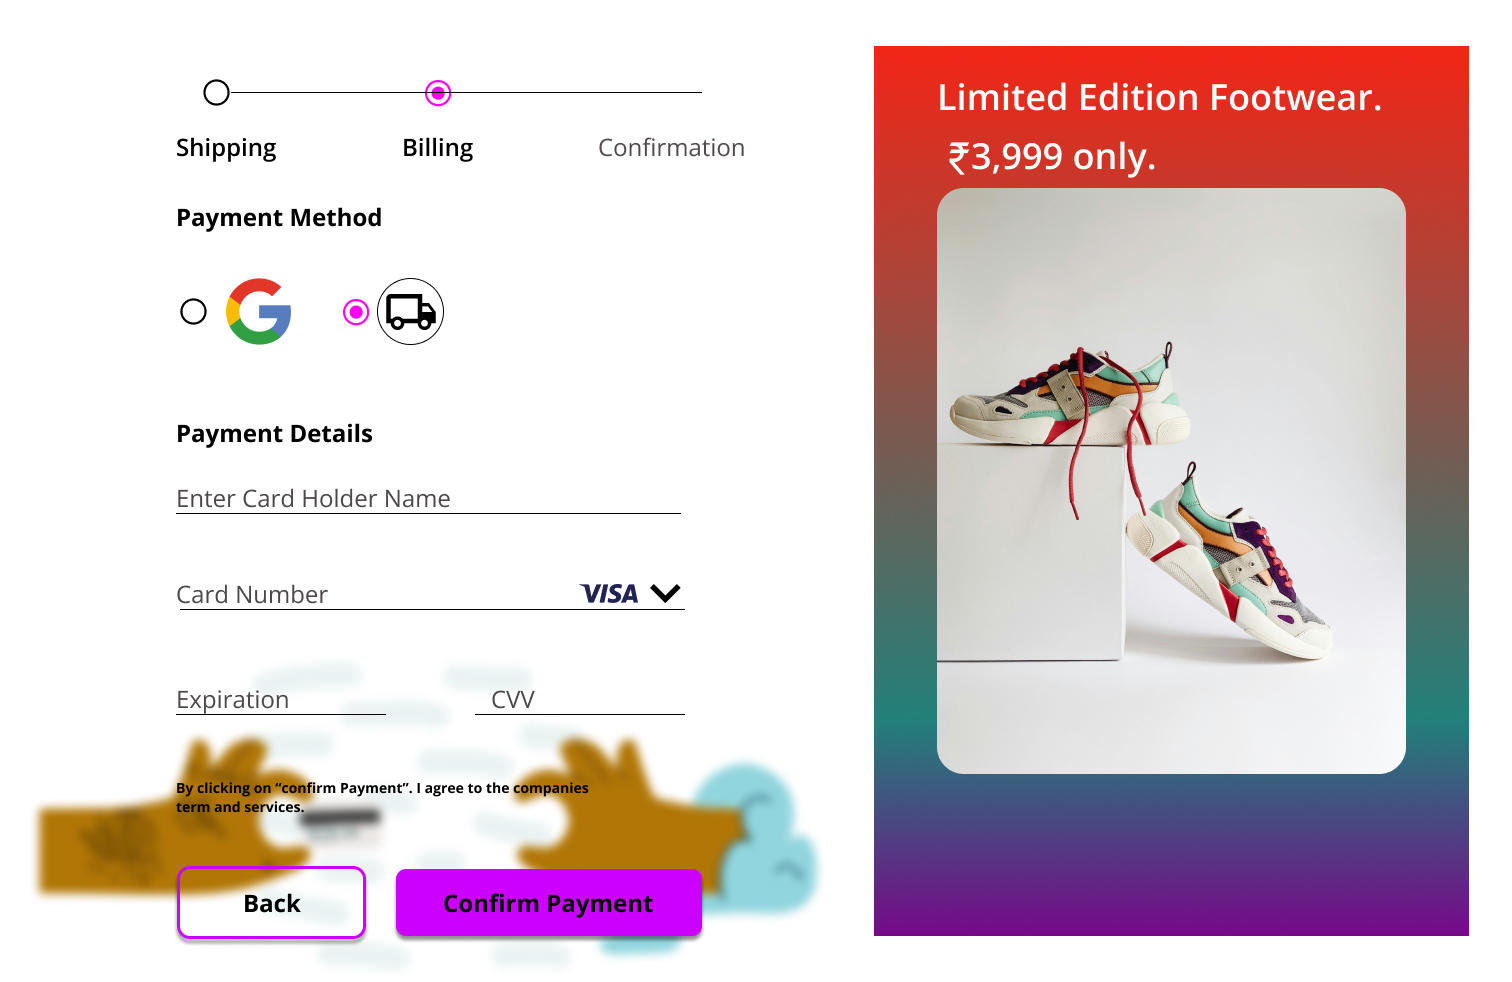 Shipping
Billing
Confirmation
Payment Method
Payment Details
Enter Card Holder Name
Card Number
VISA
Expiration
CVV
By clicking on “confirm Payment”. I agree to the companies
term and services.
Back
Confirm Payment
Limited Edition Footwear.
₹3,999 only.